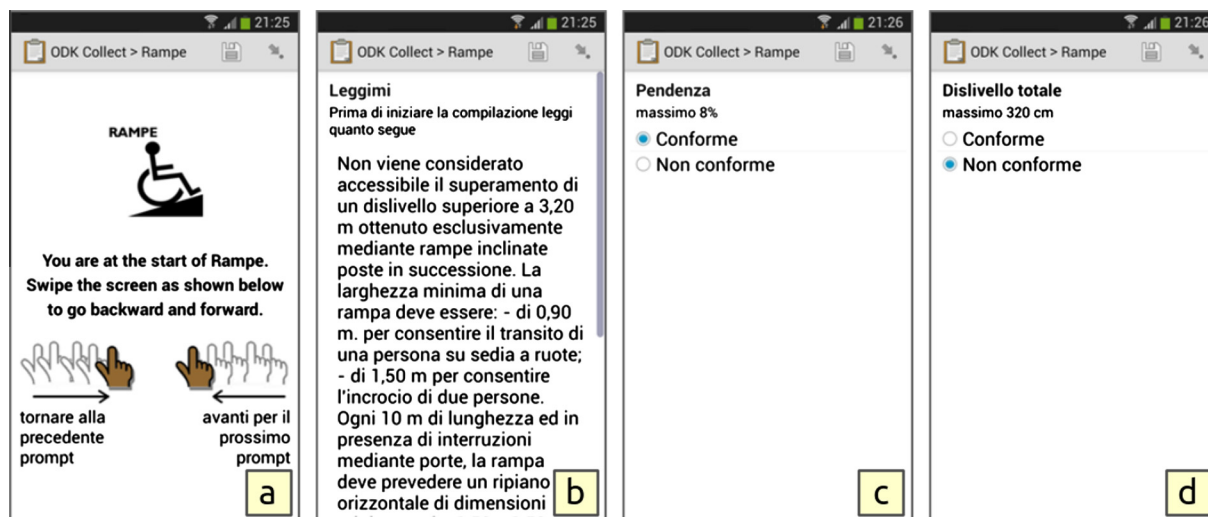 21:25
ODK Collect > Rampe
RAMPE
You are at the start of Rampe.
Swipe the screen as shown below
to go backward and forward.
tornare alla
precedente
prompt
avanti per il
prossimo
prompt
a
21:25
ODK Collect > Rampe
Leggimi
Prima di iniziare la compilazione leggi
quanto segue
Non viene considerato
accessibile il superamento di
un dislivello superiore a 3,20
m ottenuto esclusivamente
mediante rampe inclinate
poste in successione. La
larghezza minima di una
rampa deve essere: - di 0,90
m. per consentire il transito di
una persona su sedia a ruote;
- di 1,50 m per consentire
l'incrocio di due persone.
Ogni 10 m di lunghezza ed in
presenza di interruzioni
mediante porte, la rampa
deve prevedere un ripiano
orizzontale di dimensioni
b
21:26
ODK Collect > Rampe
Pendenza
massimo 8%
Conforme
Non conforme
c
21:26
ODK Collect > Rampe
Dislivello totale
massimo 320 cm
Conforme
Non conforme
d